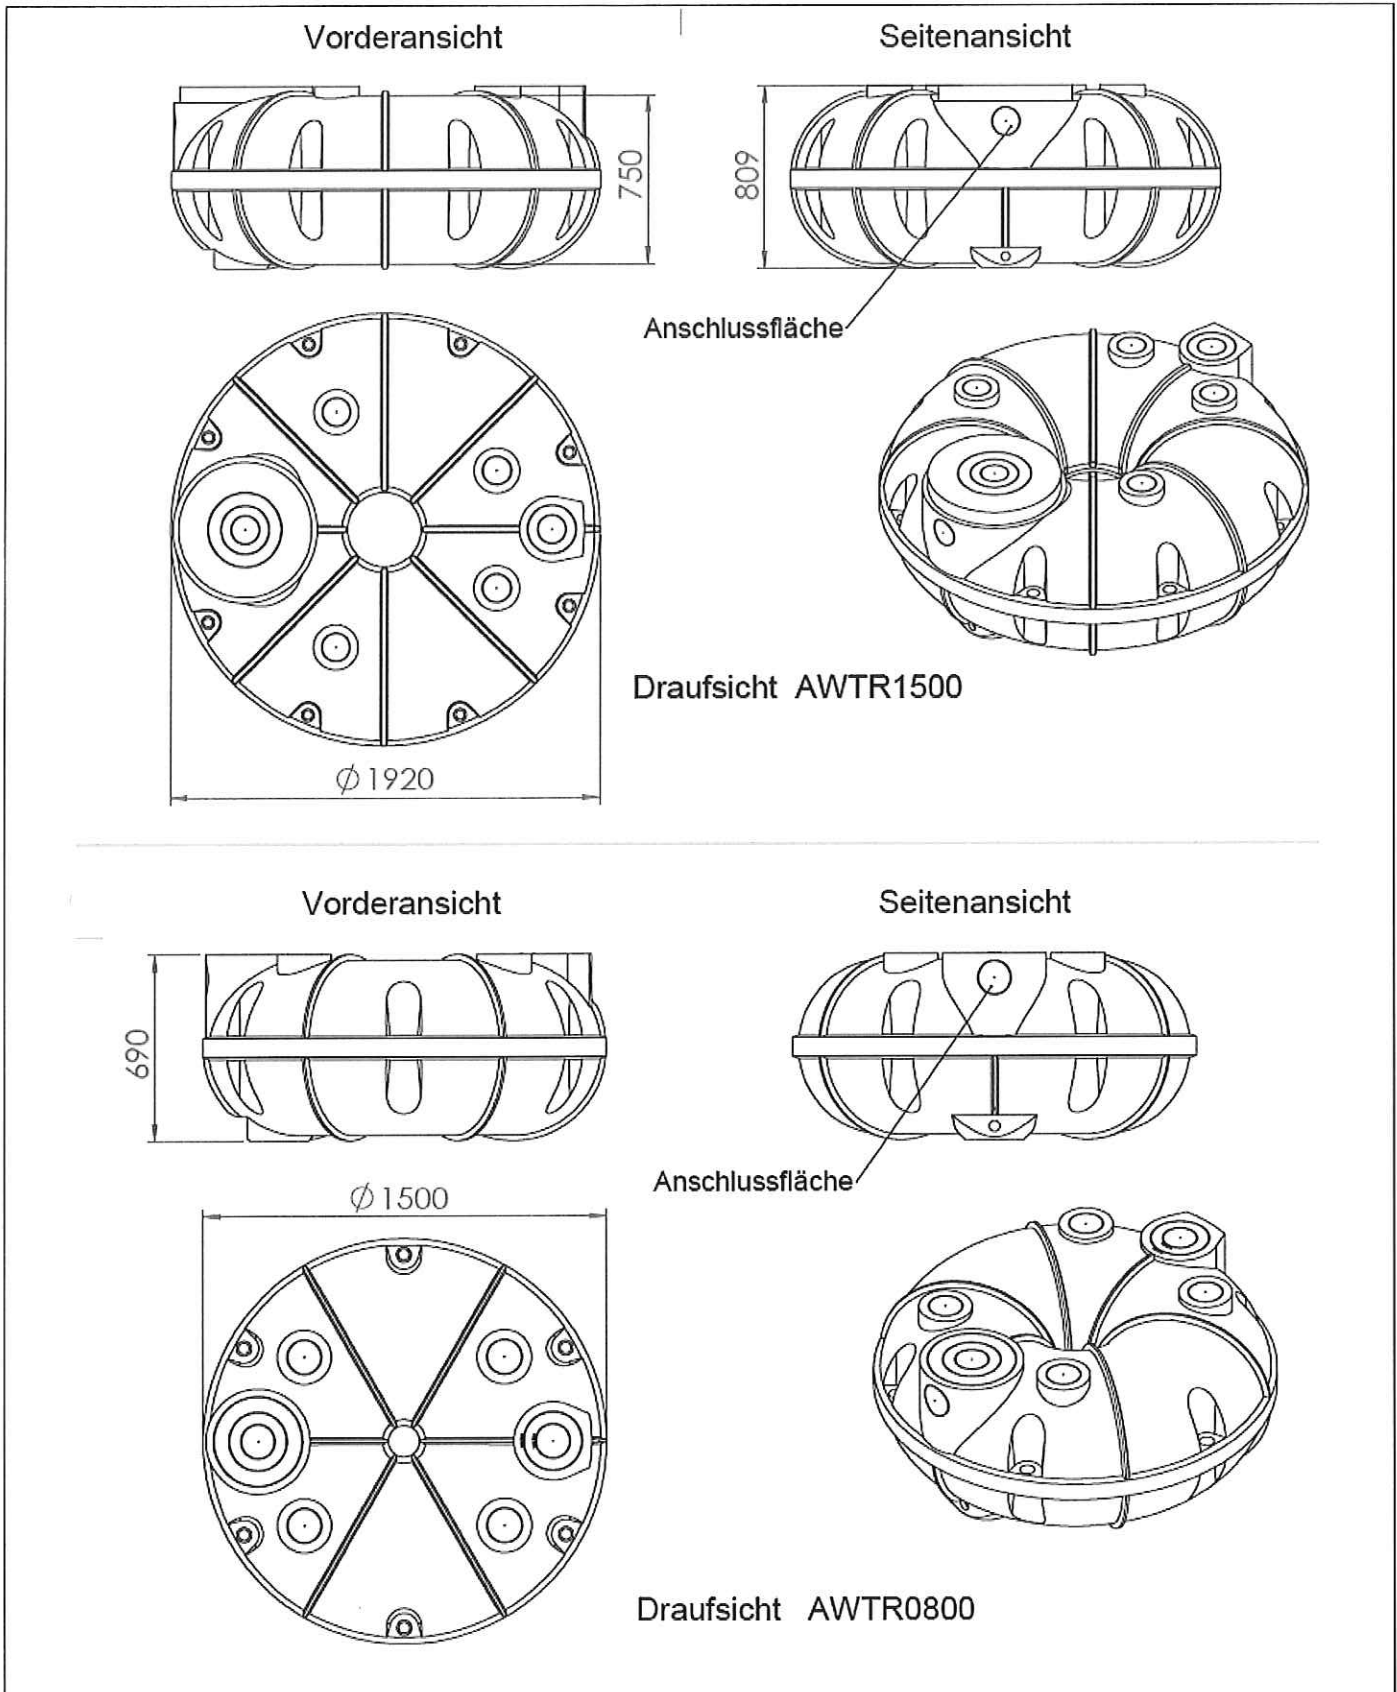 Vorderansicht
Seitenansicht
750
809
Anschlussfläche
Draufsicht AWTR1500
Ø 1920
Vorderansicht
Seitenansicht
690
Anschlussfläche
Ø 1500
Draufsicht AWTR0800